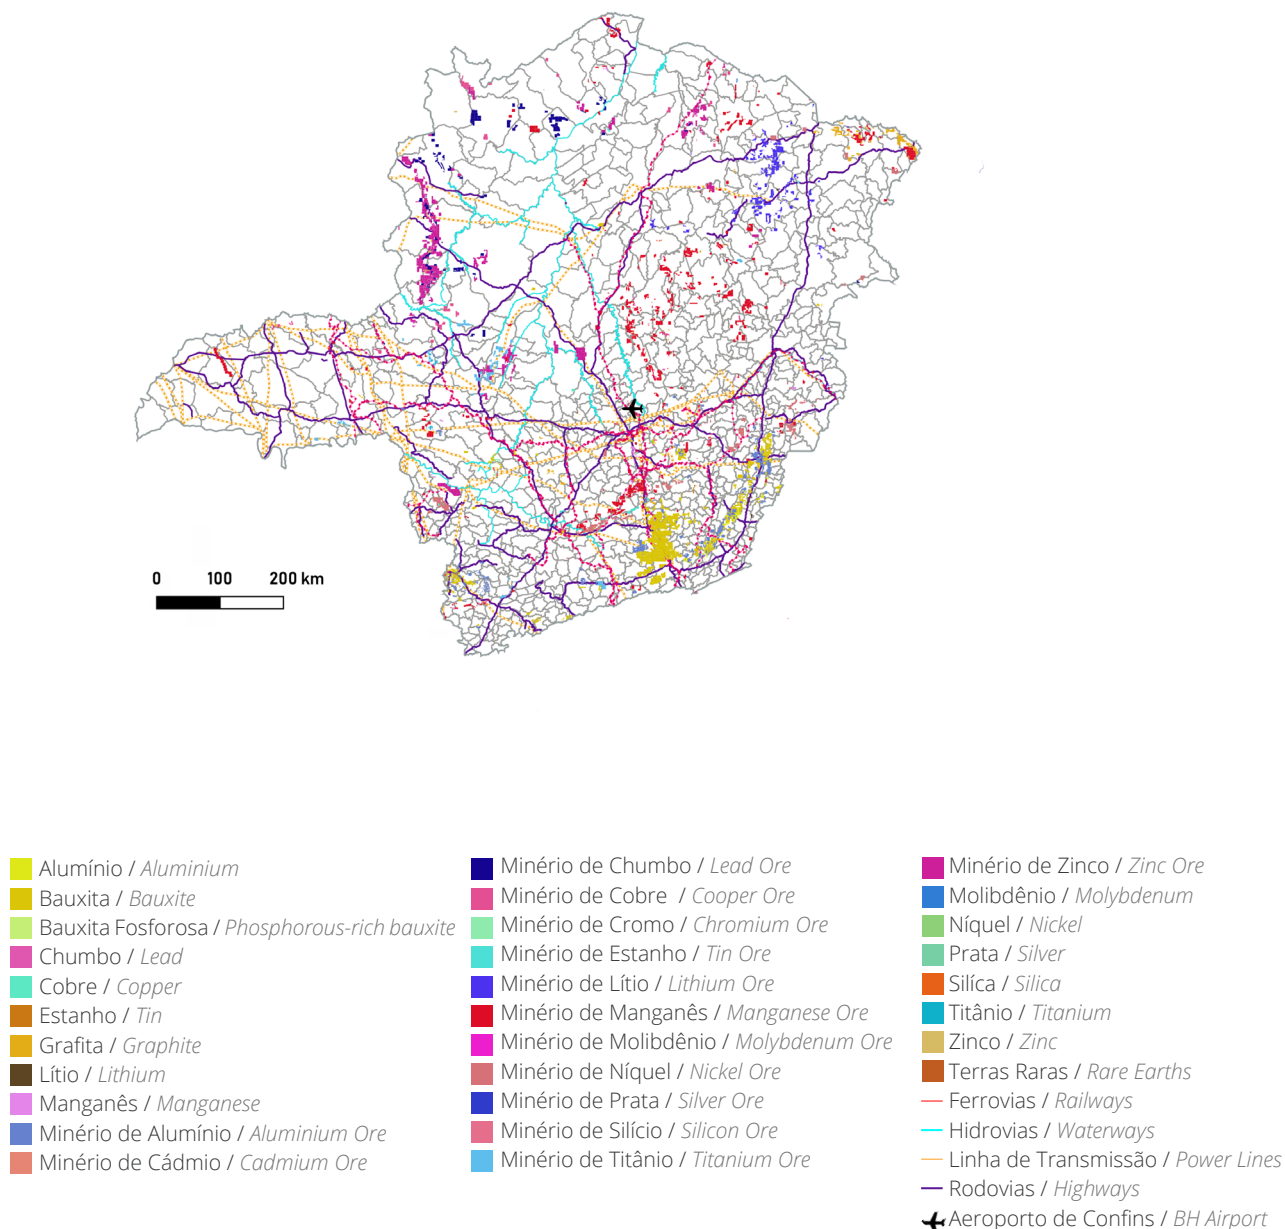 0 100 200 km
Alumínio / Aluminium
Bauxita / Bauxite
Bauxita Fosforosa / Phosphorous-rich bauxite
Chumbo / Lead
Cobre / Copper
Estanho / Tin
Grafita / Graphite
Lítio / Lithium
Manganês / Manganese
Minério de Alumínio / Aluminium Ore
Minério de Cádmio / Cadmium Ore
Minério de Chumbo / Lead Ore
Minério de Cobre / Cooper Ore
Minério de Cromo / Chromium Ore
Minério de Estanho / Tin Ore
Minério de Lítio / Lithium Ore
Minério de Manganês / Manganese Ore
Minério de Molibdênio / Molybdenum Ore
Minério de Níquel / Nickel Ore
Minério de Prata / Silver Ore
Minério de Silício / Silicon Ore
Minério de Titânio / Titanium Ore
Minério de Zinco / Zinc Ore
Molibdênio / Molybdenum
Níquel / Nickel
Prata / Silver
Silíca / Silica
Titânio / Titanium
Zinco / Zinc
Terras Raras / Rare Earths
Ferrovias / Railways
Hidrovias / Waterways
Linha de Transmissão / Power Lines
Rodovias / Highways
Aeroporto de Confins / BH Airport